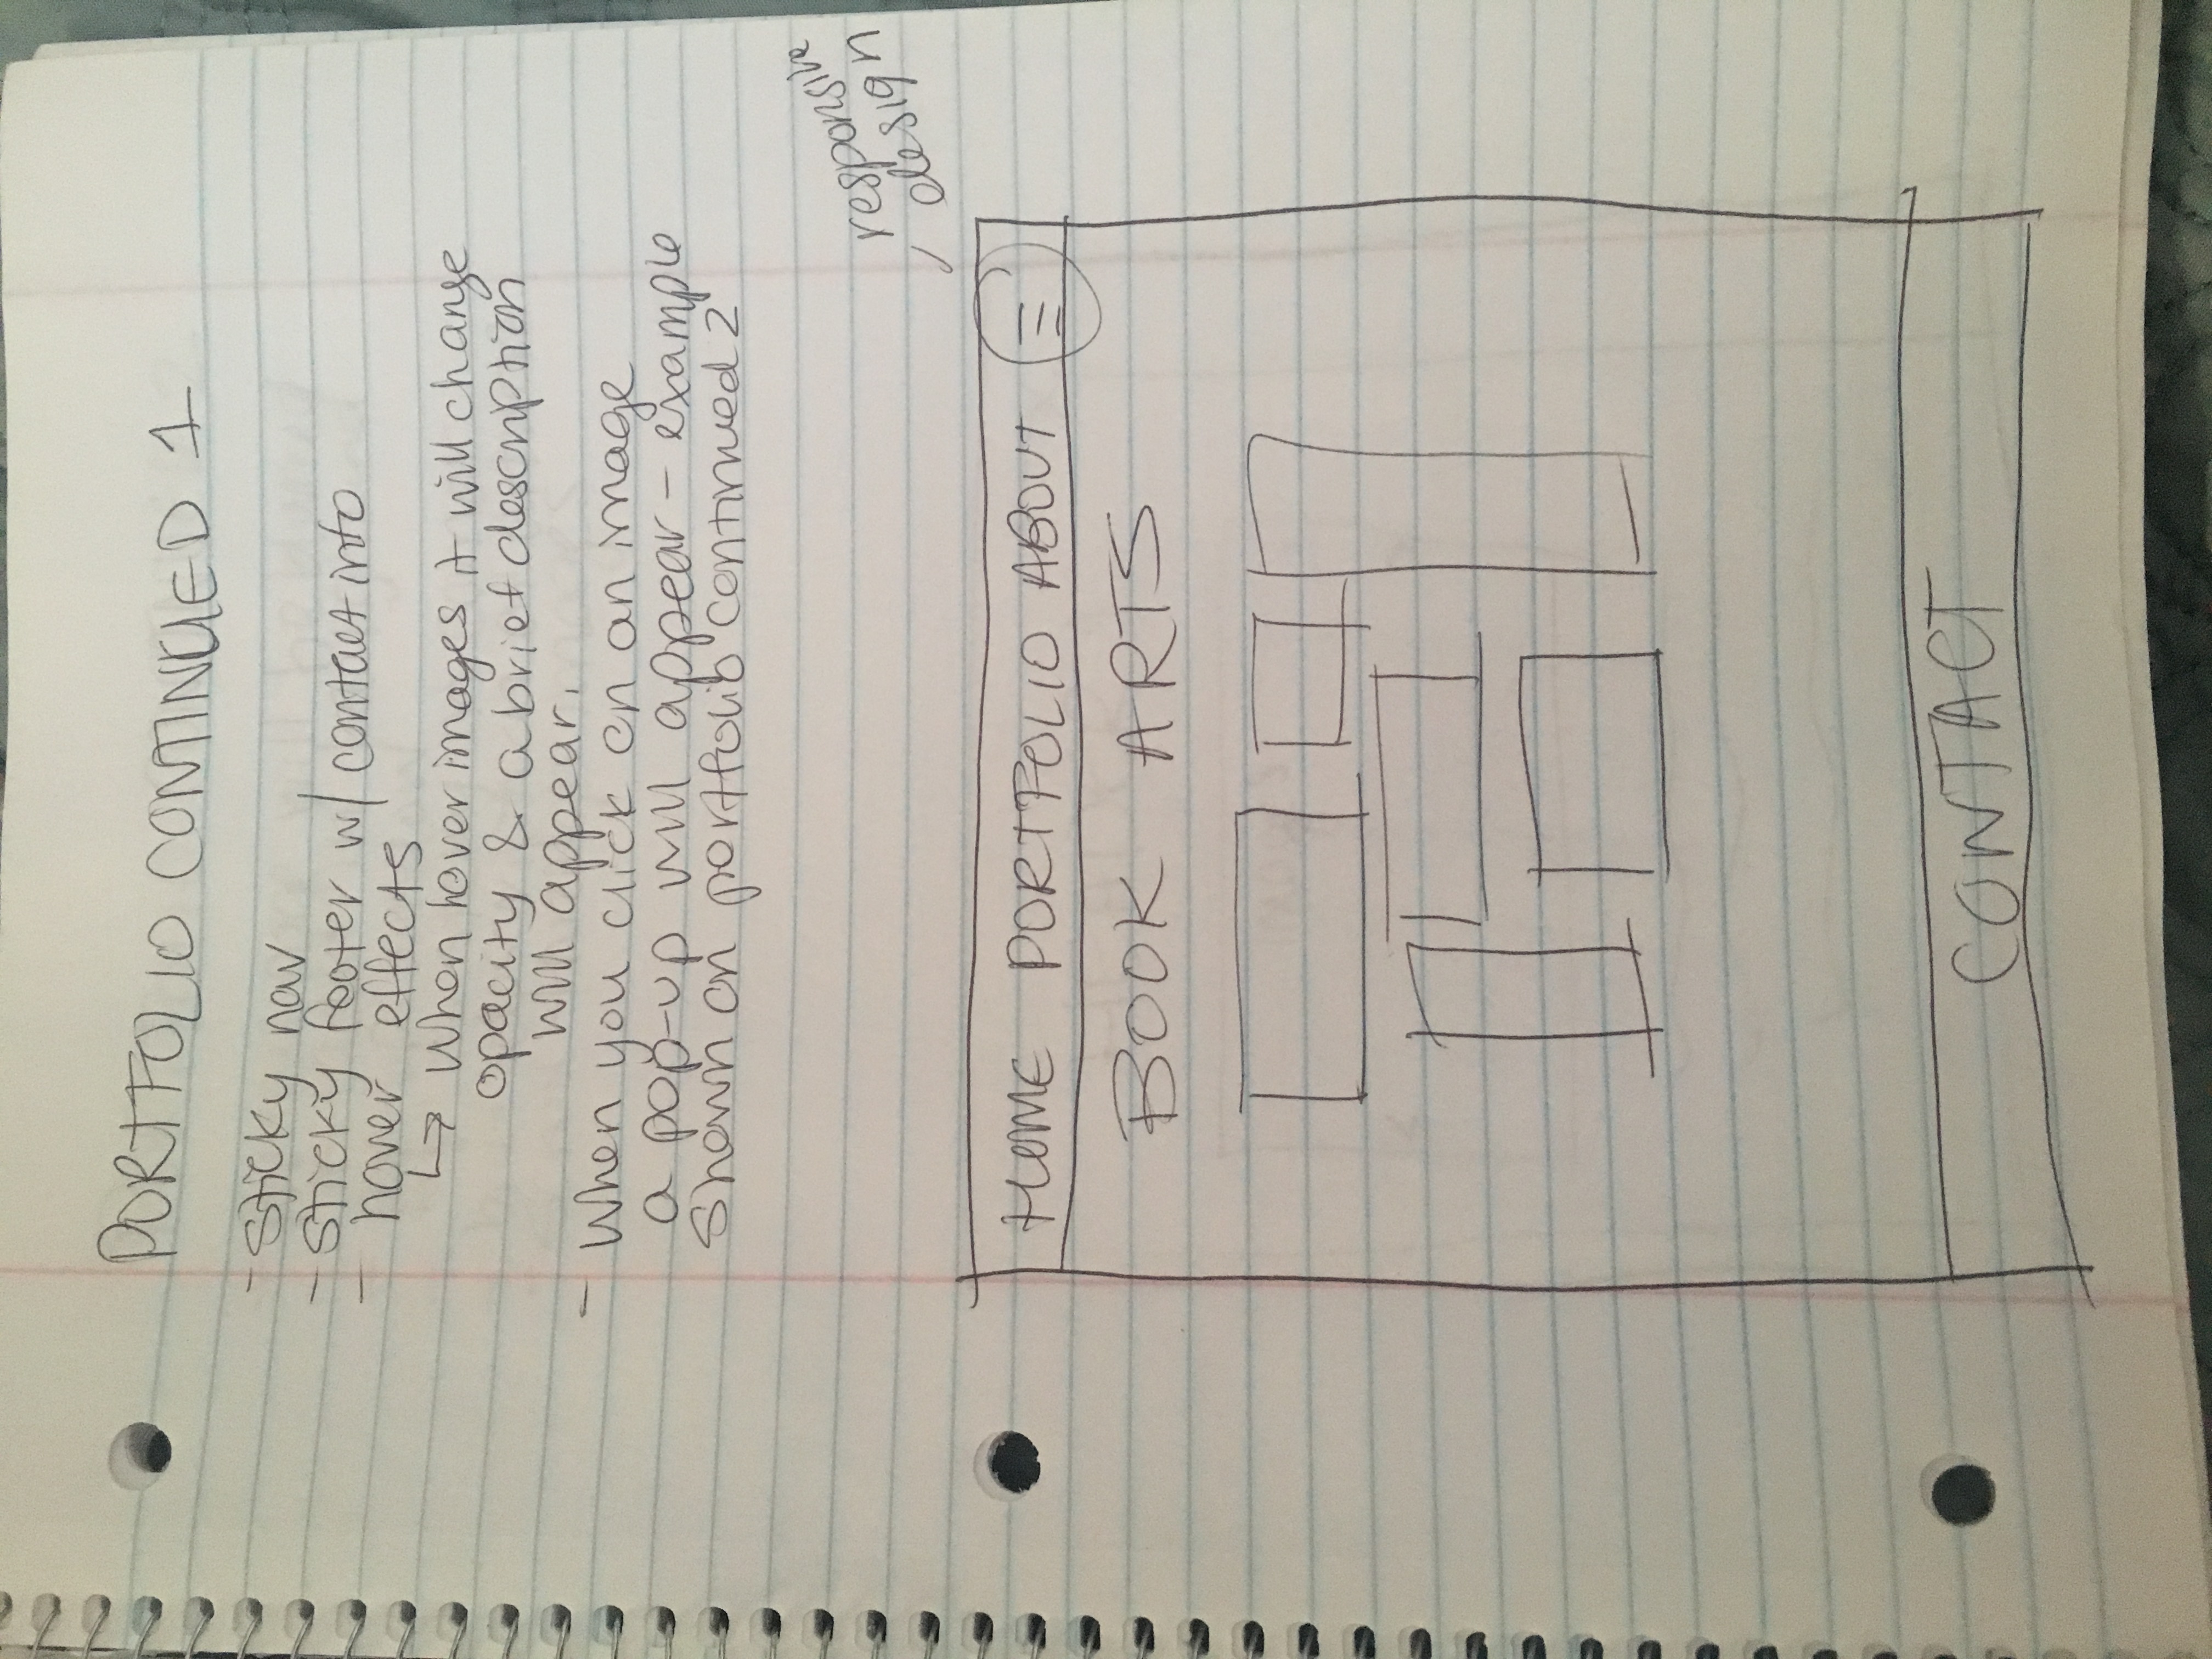 PORTFOLIO CONTINUED 1
- sticky nav
- sticky footer w/ contact info
- hover effects
↳ When hover images it will change
opacity & a brief description
will appear.
- When you click on an image
a pop-up will appear - example
shown on portfolio continued 2
responsive
design
HOME PORTFOLIO ABOUT
BOOK ARTS
CONTACT